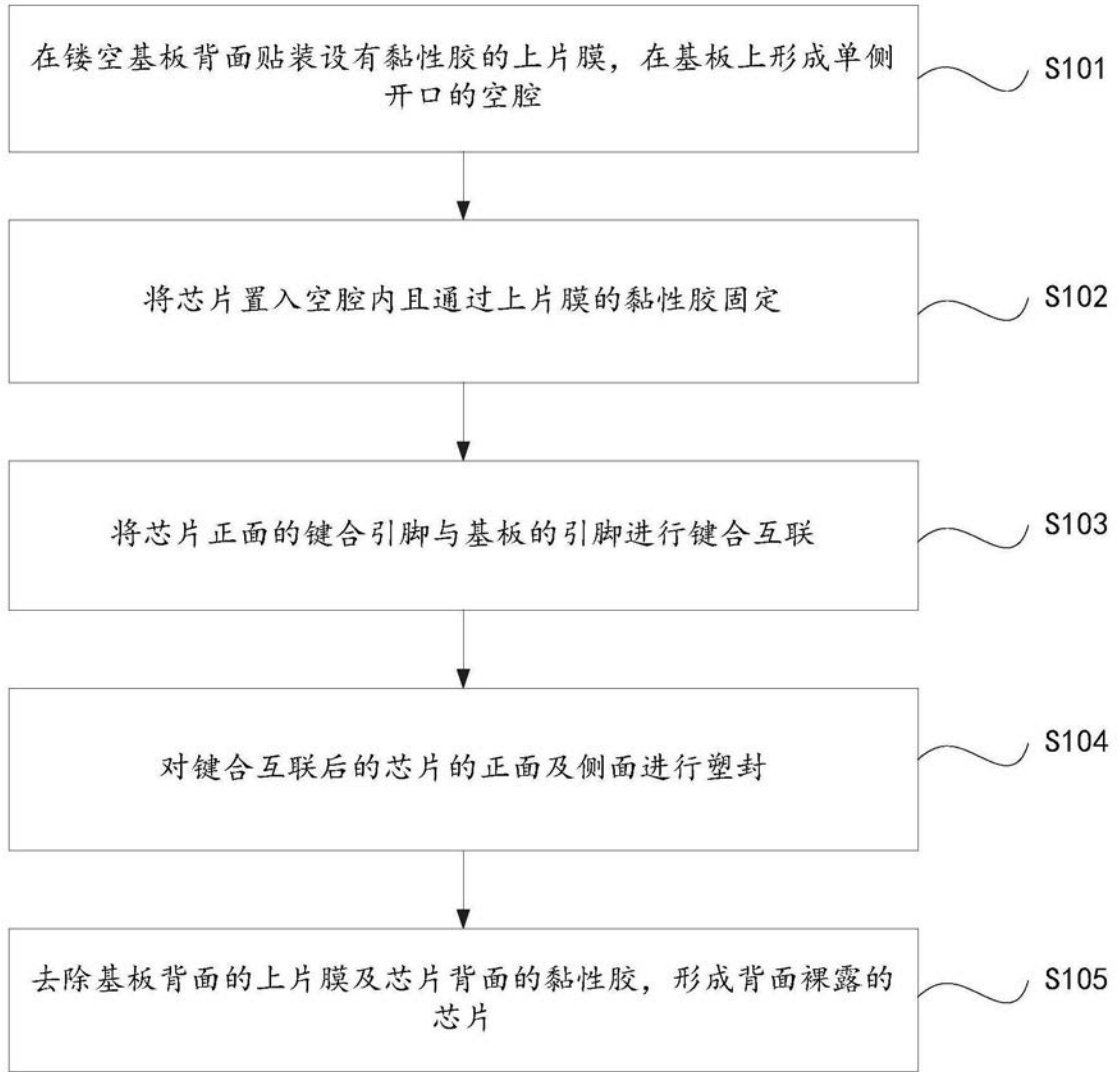 在镂空基板背面贴装设有黏性胶的上片膜，在基板上形成单侧
开口的空腔
S101
将芯片置入空腔内且通过上片膜的黏性胶固定
S102
将芯片正面的键合引脚与基板的引脚进行键合互联
S103
对键合互联后的芯片的正面及侧面进行塑封
S104
去除基板背面的上片膜及芯片背面的黏性胶，形成背面裸露的
芯片
S105